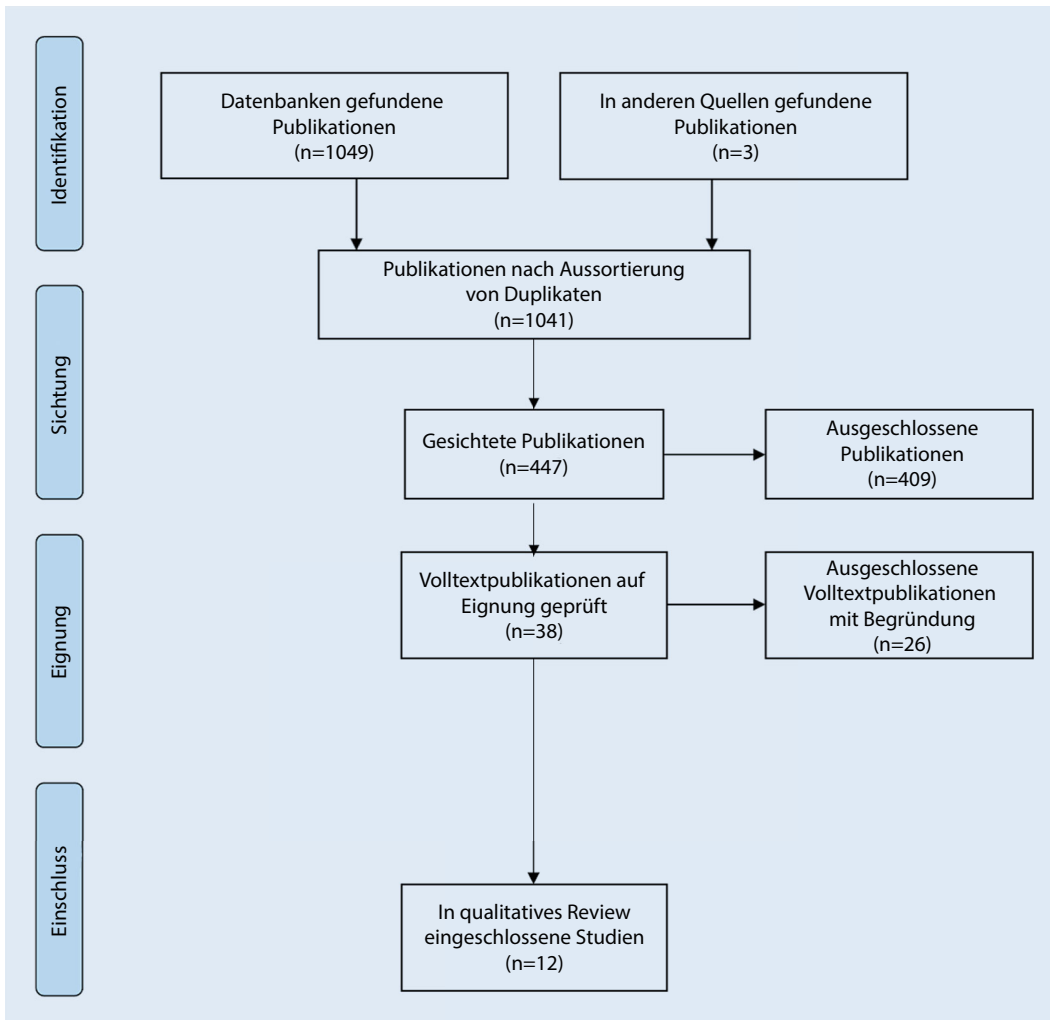 Identifikation
Datenbanken gefundene
Publikationen
(n=1049)
In anderen Quellen gefundene
Publikationen
(n=3)
Publikationen nach Aussortierung
von Duplikaten
(n=1041)
Sichtung
Gesichtete Publikationen
(n=447)
Ausgeschlossene
Publikationen
(n=409)
Eignung
Volltextpublikationen auf
Eignung geprüft
(n=38)
Ausgeschlossene
Volltextpublikationen
mit Begründung
(n=26)
Einschluss
In qualitatives Review
eingeschlossene Studien
(n=12)